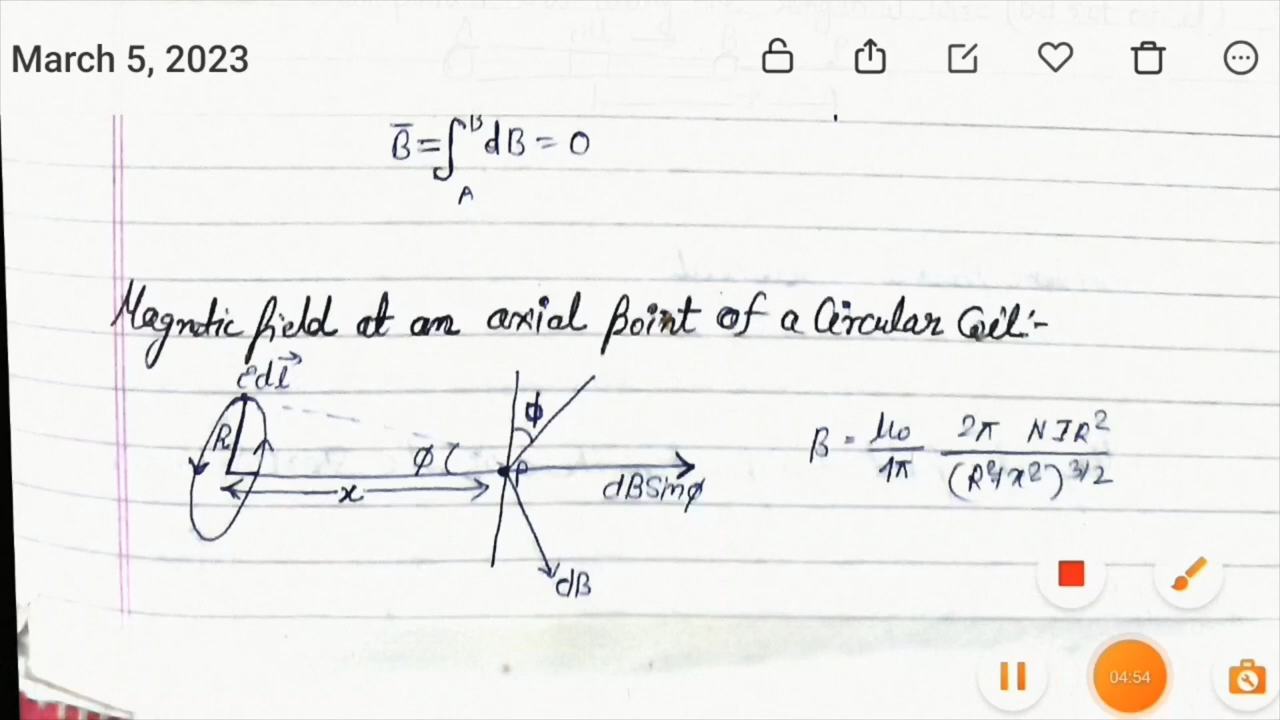 March 5, 2023
B̅ = ∫_A^B dB = 0
Magnetic field at an axial point of a Circular Coil:-
dl⃗
R
ϕ
ϕ
P
x
dBSinϕ
dB
B = μ₀/4π 2π NIR²/(R²+x²)^3/2
04:54